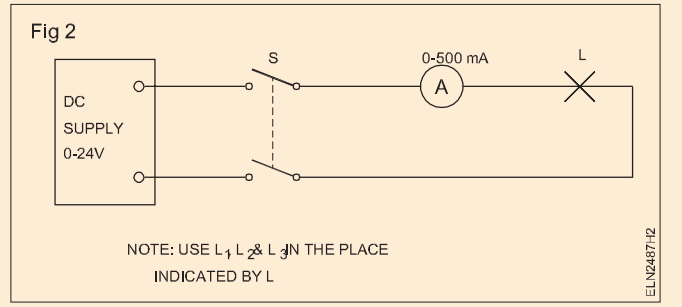 Fig 2
S
0-500 mA
L
A
DC
SUPPLY
0-24V
NOTE: USE L1, L2 & L3 IN THE PLACE
INDICATED BY L
ELN2487H2